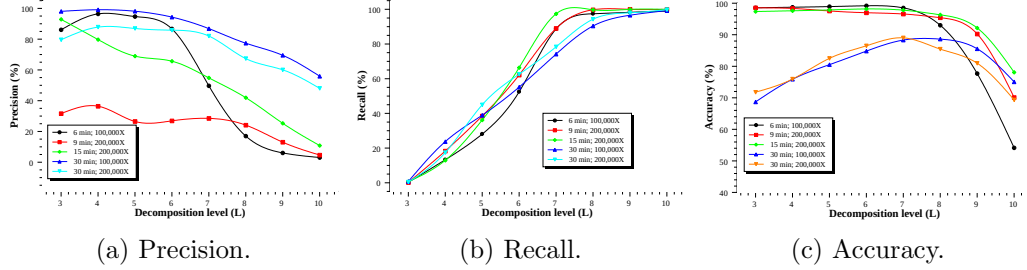 Precision (%)
100
80
60
40
20
0
6 min; 100,000X
9 min; 200,000X
15 min; 200,000X
30 min; 100,000X
30 min; 200,000X
3 4 5 6 7 8 9 10
Decomposition level (L)
(a) Precision.
Recall (%)
100
80
60
40
20
0
6 min; 100,000X
9 min; 200,000X
15 min; 200,000X
30 min; 100,000X
30 min; 200,000X
3 4 5 6 7 8 9 10
Decomposition level (L)
(b) Recall.
Accuracy (%)
100
90
80
70
60
50
40
6 min; 100,000X
9 min; 200,000X
15 min; 200,000X
30 min; 100,000X
30 min; 200,000X
3 4 5 6 7 8 9 10
Decomposition level (L)
(c) Accuracy.